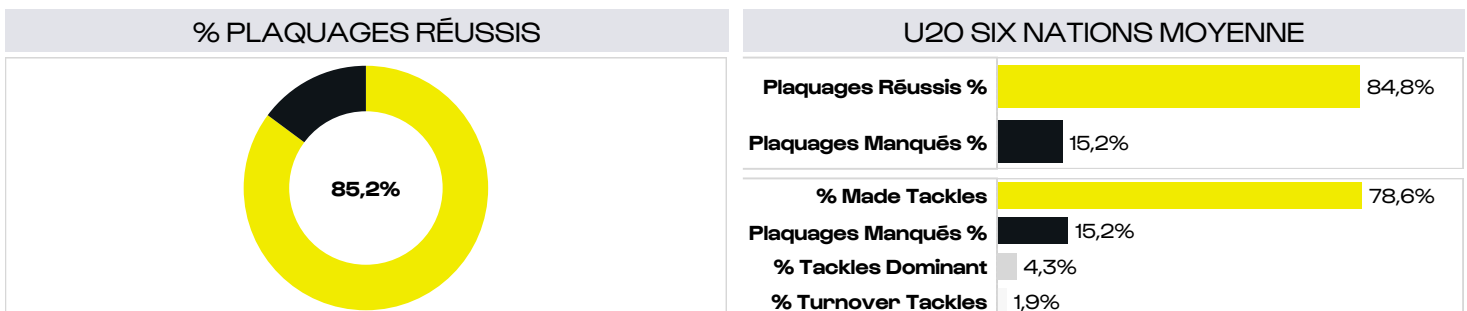 % PLAQUAGES RÉUSSIS
85,2%
U20 SIX NATIONS MOYENNE
Plaquages Réussis % 84,8%
Plaquages Manqués % 15,2%
% Made Tackles 78,6%
Plaquages Manqués % 15,2%
% Tackles Dominant 4,3%
% Turnover Tackles 1,9%